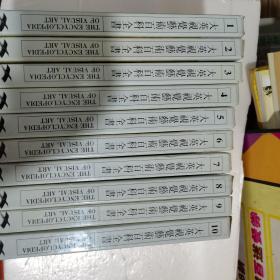 1 大英視覺藝術百科全書 THE ENCYCLOPEDIA OF VISUAL ART
2 大英視覺藝術百科全書 THE ENCYCLOPEDIA OF VISUAL ART
3 大英視覺藝術百科全書 THE ENCYCLOPEDIA OF VISUAL ART
4 大英視覺藝術百科全書 THE ENCYCLOPEDIA OF VISUAL ART
5 大英視覺藝術百科全書 THE ENCYCLOPEDIA OF VISUAL ART
6 大英視覺藝術百科全書 THE ENCYCLOPEDIA OF VISUAL ART
7 大英視覺藝術百科全書 THE ENCYCLOPEDIA OF VISUAL ART
8 大英視覺藝術百科全書 THE ENCYCLOPEDIA OF VISUAL ART
9 大英視覺藝術百科全書 THE ENCYCLOPEDIA OF VISUAL ART
10 大英視覺藝術百科全書 THE ENCYCLOPEDIA OF VISUAL ART